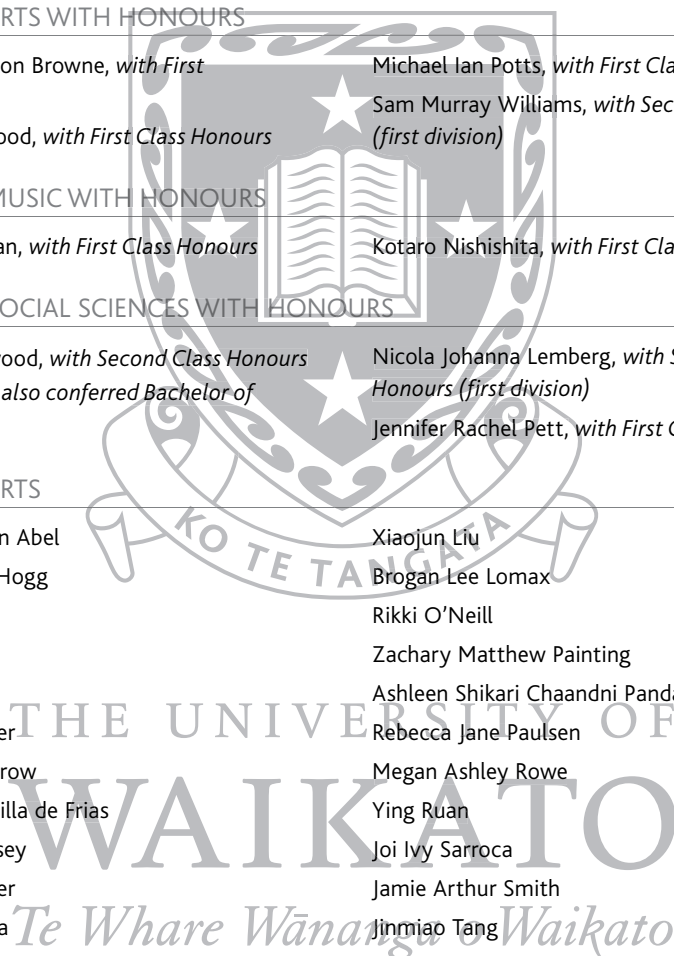 RTS WITH HONOURS
on Browne, with First
ood, with First Class Honours
Michael Ian Potts, with First Cla
Sam Murray Williams, with Sec
(first division)
MUSIC WITH HONOURS
an, with First Class Honours
Kotaro Nishishita, with First Cla
OCIAL SCIENCES WITH HONOURS
ood, with Second Class Honours
also conferred Bachelor of
Nicola Johanna Lemberg, with S
Honours (first division)
Jennifer Rachel Pett, with First C
RTS
n Abel
Hogg
er
row
illa de Frias
sey
er
a
Xiaojun Liu
Brogan Lee Lomax
Rikki O’Neill
Zachary Matthew Painting
Ashleen Shikari Chaandni Panda
Rebecca Jane Paulsen
Megan Ashley Rowe
Ying Ruan
Joi Ivy Sarroca
Jamie Arthur Smith
Jinmiao Tang
KO TE TANGATA
THE UNIVERSITY OF
WAIKATO
Te Whare Wānanga o Waikato